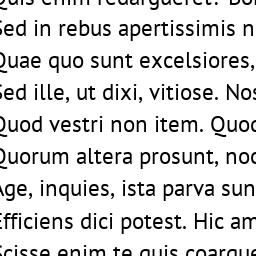 Quis enim redargueret? Bon
Sed in rebus apertissimis n
Quae quo sunt excelsiores,
Sed ille, ut dixi, vitiose. Nos
Quod vestri non item. Quod
Quorum altera prosunt, noc
Age, inquies, ista parva sun
Efficiens dici potest. Hic am
Scisse enim te quis coargue